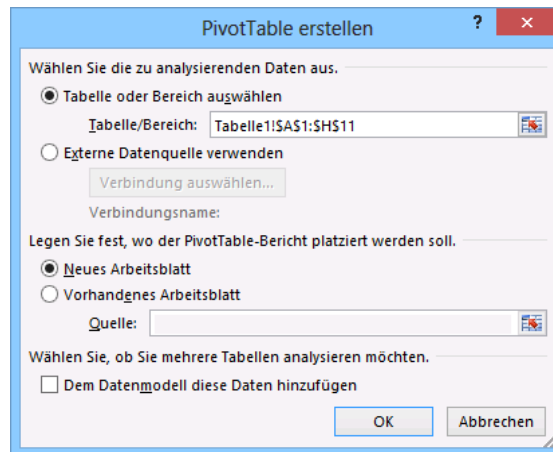 PivotTable erstellen ?
Wählen Sie die zu analysierenden Daten aus.
Tabelle oder Bereich auswählen
Tabelle/Bereich: Tabelle1!$A$1:$H$11
Externe Datenquelle verwenden
Verbindung auswählen...
Verbindungsname:
Legen Sie fest, wo der PivotTable-Bericht platziert werden soll.
Neues Arbeitsblatt
Vorhandenes Arbeitsblatt
Quelle:
Wählen Sie, ob Sie mehrere Tabellen analysieren möchten.
Dem Datenmodell diese Daten hinzufügen
OK Abbrechen